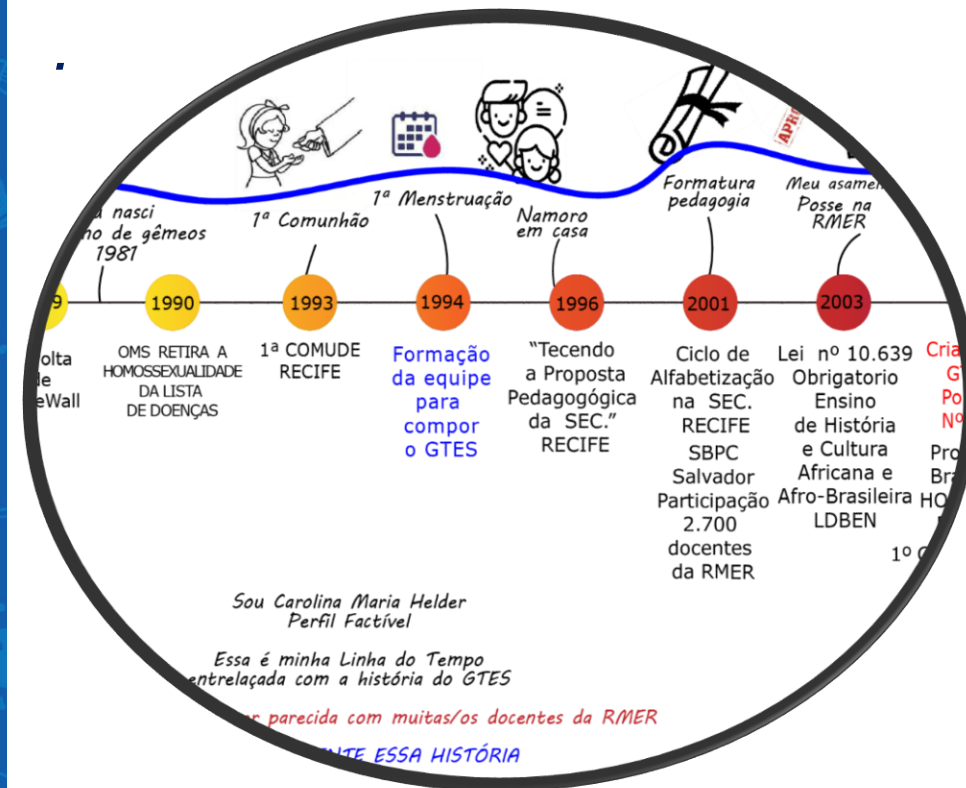 .
nasci
de gêmeos
1981
1ª Comunhão
1ª Menstruação
Namoro
em casa
Formatura
pedagogia
Meu
Posse na
RMER
1990
1993
1994
1996
2001
2003
OMS RETIRA A
HOMOSSEXUALIDADE
DA LISTA
DE DOENÇAS
1ª COMUDE
RECIFE
Formação
da equipe
para
compor
o GTES
"Tecendo
a Proposta
Pedagogógica
da SEC."
RECIFE
Ciclo de
Alfabetização
na SEC.
RECIFE
SBPC
Salvador
Participação
2.700
docentes
da RMER
Lei nº 10.639
Obrigatorio
Ensino
de História
e Cultura
Africana e
Afro-Brasileira
LDBEN
1º
Sou Carolina Maria Helder
Perfil Factível
Essa é minha Linha do Tempo
entrelaçada com a história do GTES
parecida com muitas/os docentes da RMER
ESSA HISTÓRIA